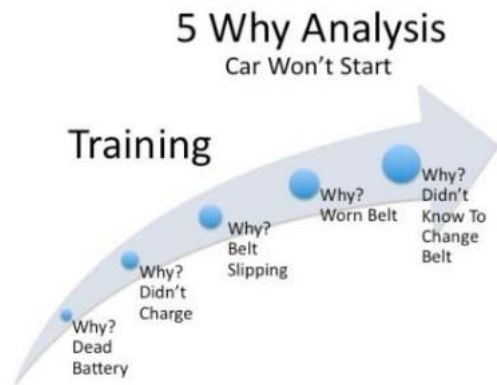 5 Why Analysis
Car Won't Start
Training
Why?
Dead
Battery
Why?
Didn't
Charge
Why?
Belt
Slipping
Why?
Worn Belt
Why?
Didn't
Know To
Change
Belt